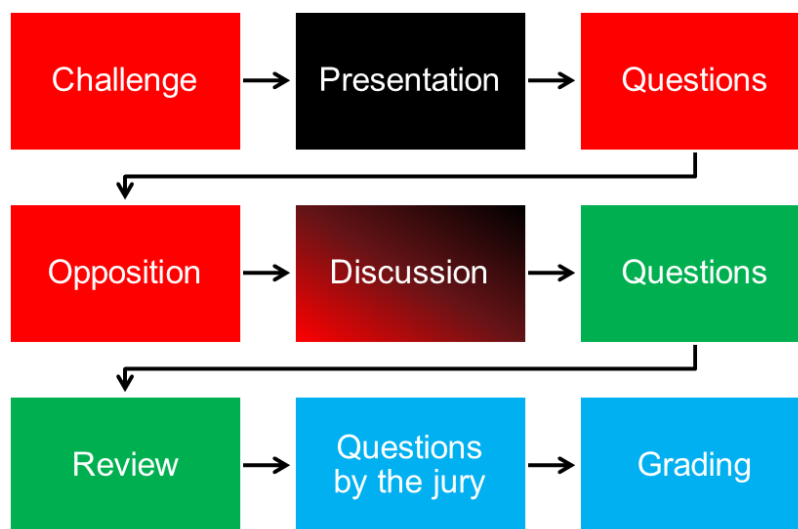 Challenge
Presentation
Questions
Opposition
Discussion
Questions
Review
Questions
by the jury
Grading